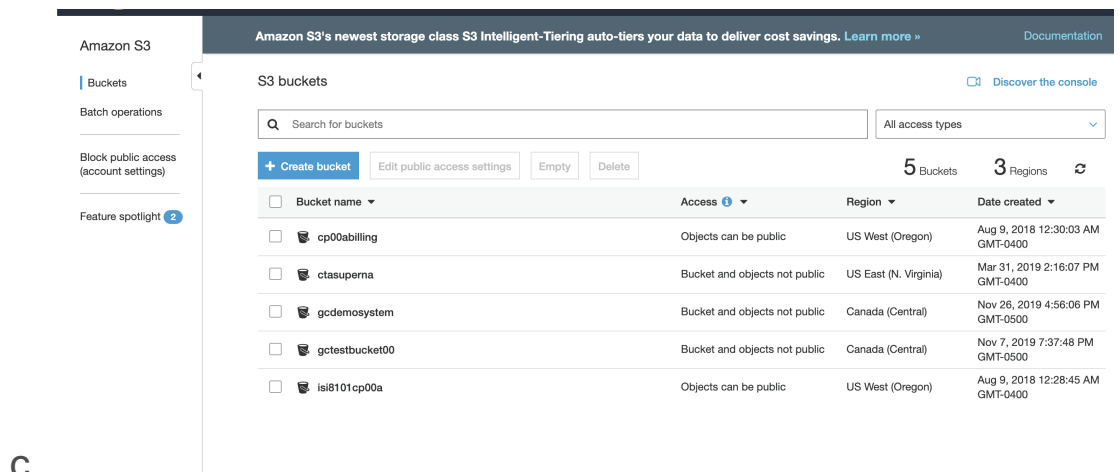 Amazon S3
Buckets
Batch operations
Block public access
(account settings)
Feature spotlight 2
Amazon S3's newest storage class S3 Intelligent-Tiering auto-tiers your data to deliver cost savings. Learn more » Documentation
S3 buckets Discover the console
Search for buckets All access types
+ Create bucket Edit public access settings Empty Delete 5 Buckets 3 Regions
Bucket name Access Region Date created
cp00abilling Objects can be public US West (Oregon) Aug 9, 2018 12:30:03 AM
GMT-0400
ctasuperna Bucket and objects not public US East (N. Virginia) Mar 31, 2019 2:16:07 PM
GMT-0400
gcdemosystem Bucket and objects not public Canada (Central) Nov 26, 2019 4:56:06 PM
GMT-0500
gctestbucket00 Bucket and objects not public Canada (Central) Nov 7, 2019 7:37:48 PM
GMT-0500
isi8101cp00a Objects can be public US West (Oregon) Aug 9, 2018 12:28:45 AM
GMT-0400
C